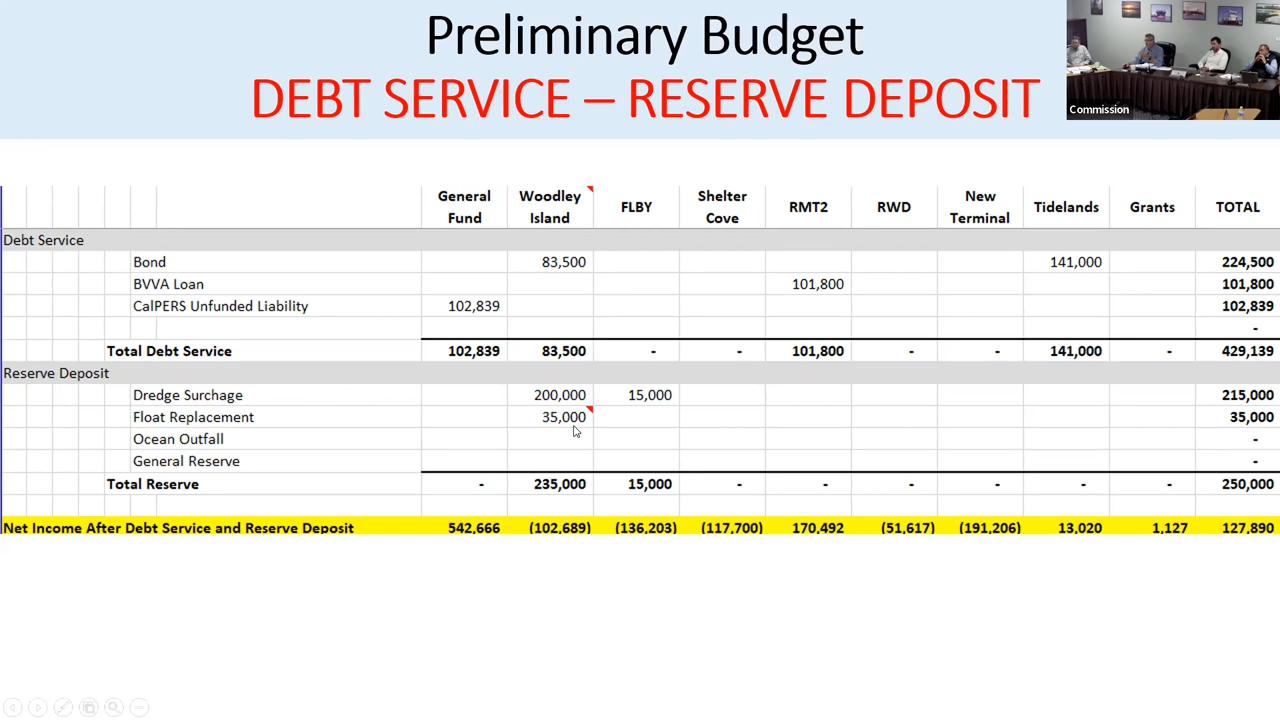 Preliminary Budget
DEBT SERVICE – RESERVE DEPOSIT
Commission
General Fund Woodley Island FLBY Shelter Cove RMT2 RWD New Terminal Tidelands Grants TOTAL
Debt Service
Bond 83,500 141,000 224,500
BVVA Loan 101,800 101,800
CalPERS Unfunded Liability 102,839 102,839
-
Total Debt Service 102,839 83,500 - - 101,800 - - 141,000 - 429,139
Reserve Deposit
Dredge Surchage 200,000 15,000 215,000
Float Replacement 35,000 35,000
Ocean Outfall -
General Reserve -
Total Reserve - 235,000 15,000 - - - - - - 250,000
Net Income After Debt Service and Reserve Deposit 542,666 (102,689) (136,203) (117,700) 170,492 (51,617) (191,206) 13,020 1,127 127,890